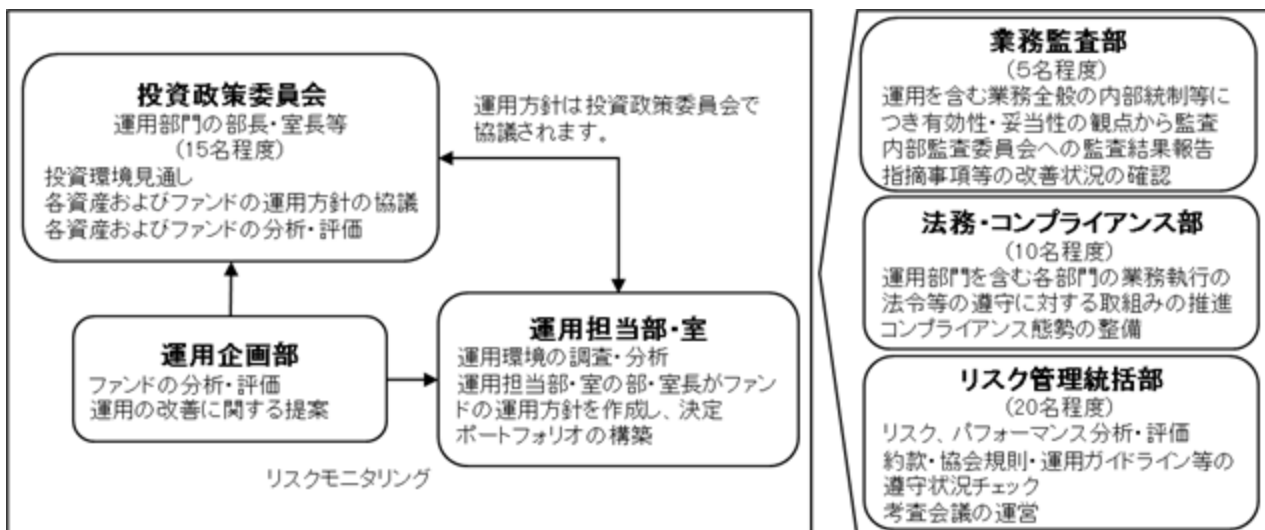 投資政策委員会
運用部門の部長・室長等
(15名程度)
投資環境見通し
各資産およびファンドの運用方針の協議
各資産およびファンドの分析・評価
運用方針は投資政策委員会で
協議されます。
運用企画部
ファンドの分析・評価
運用の改善に関する提案
運用担当部・室
運用環境の調査・分析
運用担当部・室の部・室長がファン
ドの運用方針を作成し、決定
ポートフォリオの構築
リスクモニタリング
業務監査部
(5名程度)
運用を含む業務全般の内部統制等に
つき有効性・妥当性の観点から監査
内部監査委員会への監査結果報告
指摘事項等の改善状況の確認
法務・コンプライアンス部
(10名程度)
運用部門を含む各部門の業務執行の
法令等の遵守に対する取組みの推進
コンプライアンス態勢の整備
リスク管理統括部
(20名程度)
リスク、パフォーマンス分析・評価
約款・協会規則・運用ガイドライン等の
遵守状況チェック
考査会議の運営